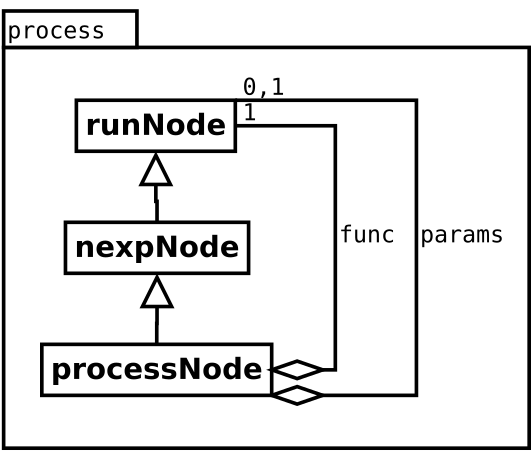 process
0,1
1
runNode
func
params
nexpNode
processNode